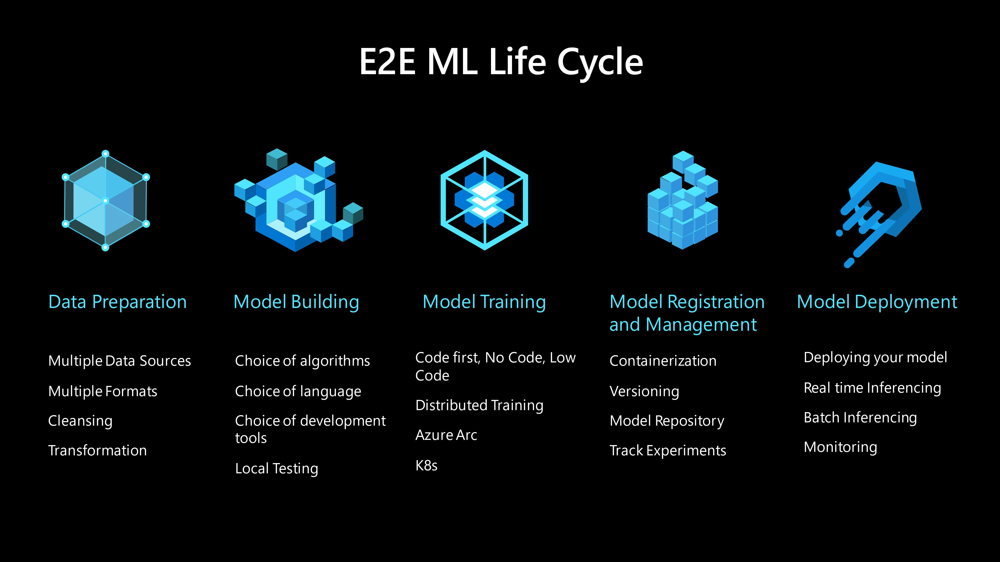 E2E ML Life Cycle
Data Preparation
Multiple Data Sources
Multiple Formats
Cleansing
Transformation
Model Building
Choice of algorithms
Choice of language
Choice of development
tools
Local Testing
Model Training
Code first, No Code, Low
Code
Distributed Training
Azure Arc
K8s
Model Registration
and Management
Containerization
Versioning
Model Repository
Track Experiments
Model Deployment
Deploying your model
Real time Inferencing
Batch Inferencing
Monitoring